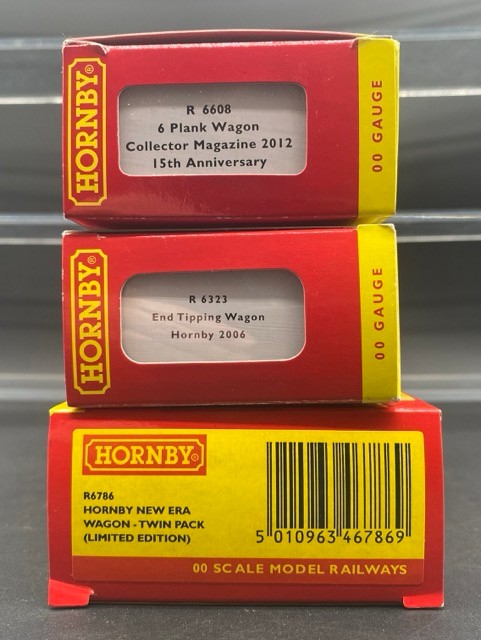 HORNBY®
R 6608
6 Plank Wagon
Collector Magazine 2012
15th Anniversary
00 GAUGE
HORNBY®
R 6323
End Tipping Wagon
Hornby 2006
00 GAUGE
HORNBY®
R6786
HORNBY NEW ERA
WAGON - TWIN PACK
(LIMITED EDITION)
5 010963 467869
00 SCALE MODEL RAILWAYS